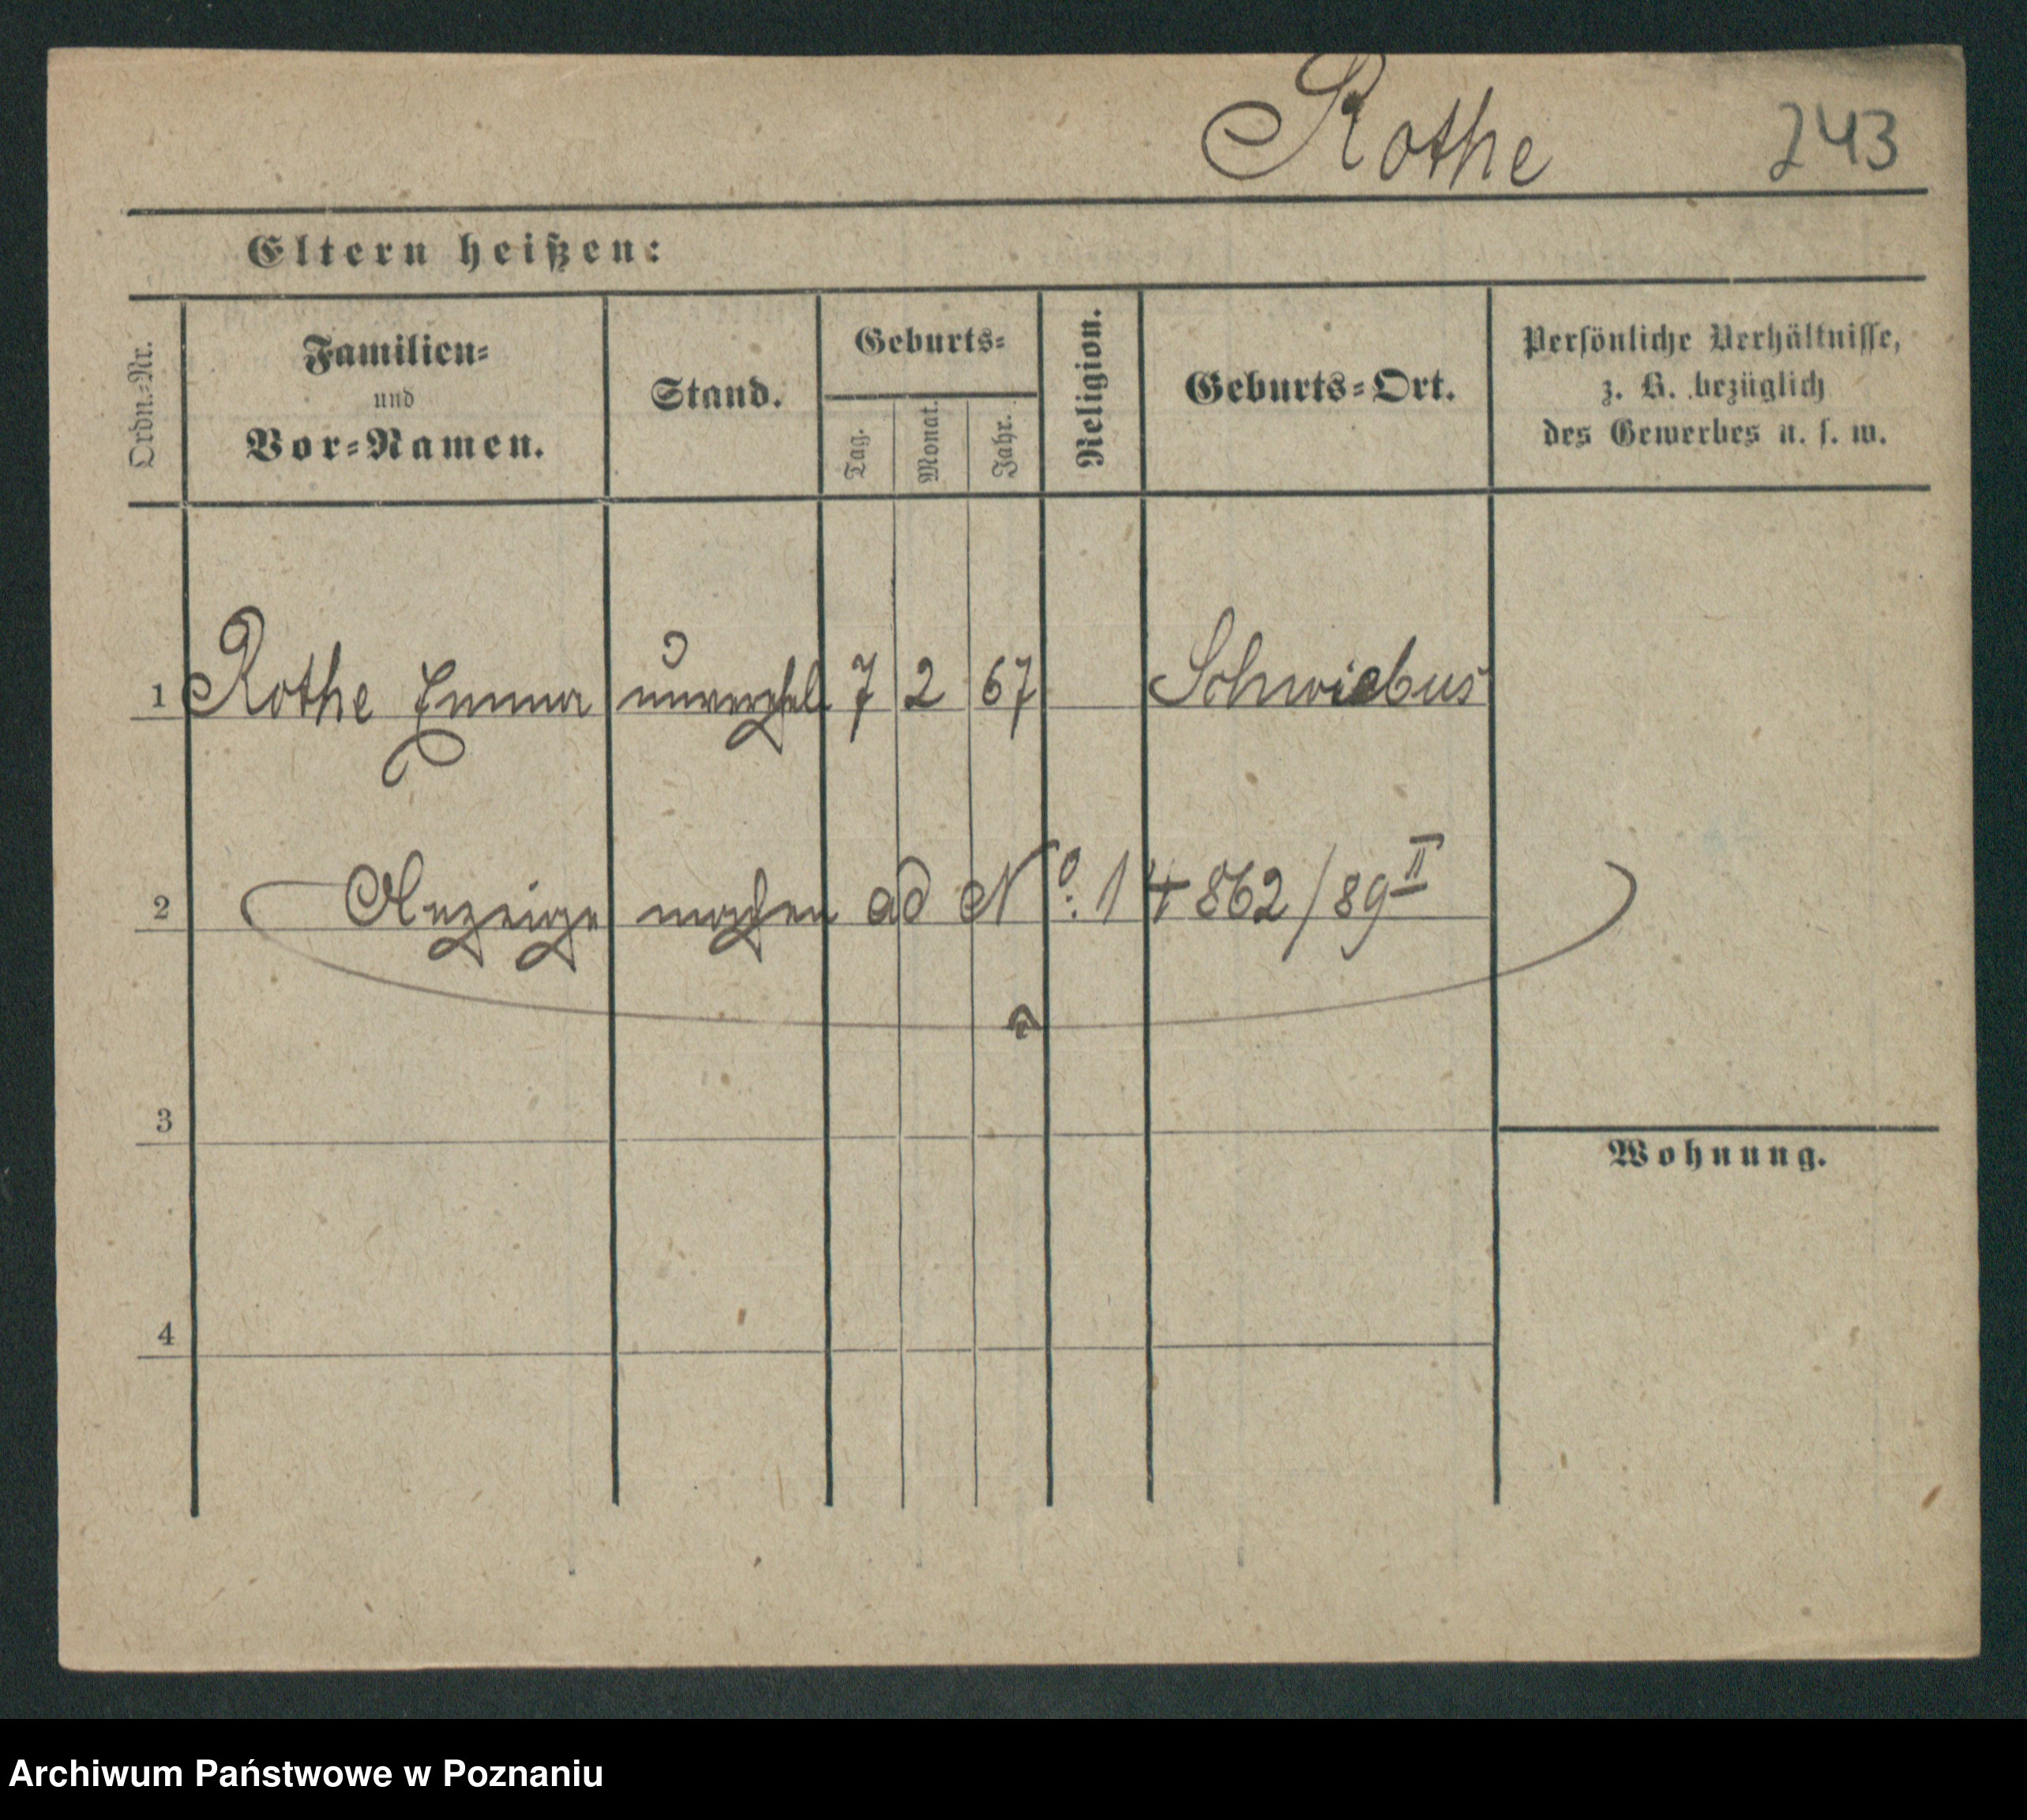 Rothe 243
Eltern heißen:
Ordn.-Nr.
Familien-
und
Vor-Namen.
Stand.
Geburts-
Tag.
Monat.
Jahr.
Religion.
Geburts-Ort.
Persönliche Verhältnisse,
z. B. bezüglich
des Gewerbes u. s. w.
1 Rothe Emma unverehel 7 2 67 Schwiebus
2 Anzeige machen ad No: 14862/89 II
3
Wohnung.
4
Archiwum Państwowe w Poznaniu